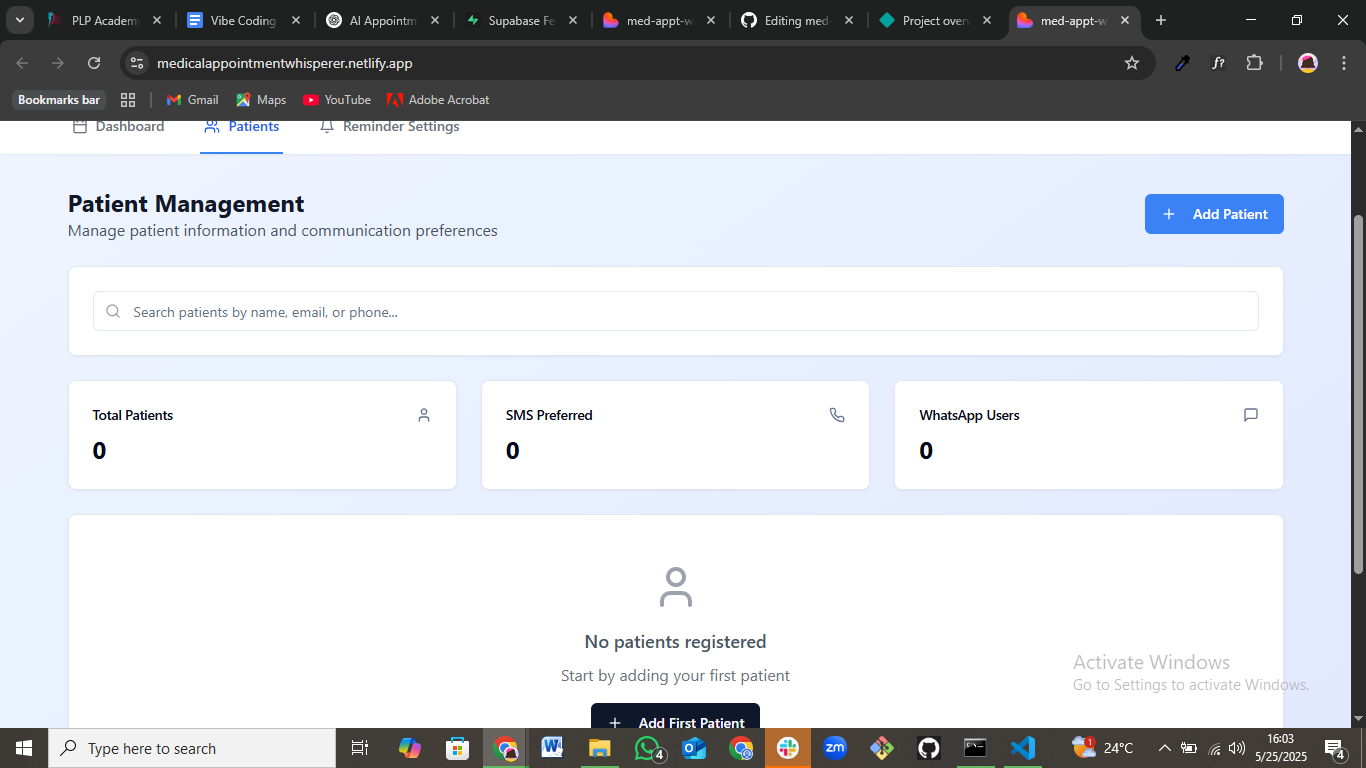 PLP Academy
Vibe Coding
AI Appointm
Supabase Fe
med-appt-w
Editing med-
Project over
med-appt-w
medicalappointmentwhisperer.netlify.app
f?
Bookmarks bar
Gmail
Maps
YouTube
Adobe Acrobat
Dashboard
Patients
Reminder Settings
Patient Management
Manage patient information and communication preferences
+ Add Patient
Search patients by name, email, or phone...
Total Patients
0
SMS Preferred
0
WhatsApp Users
0
No patients registered
Start by adding your first patient
+ Add First Patient
Activate Windows
Go to Settings to activate Windows.
Type here to search
W
4
zm
1
24°C
16:03
5/25/2025
4